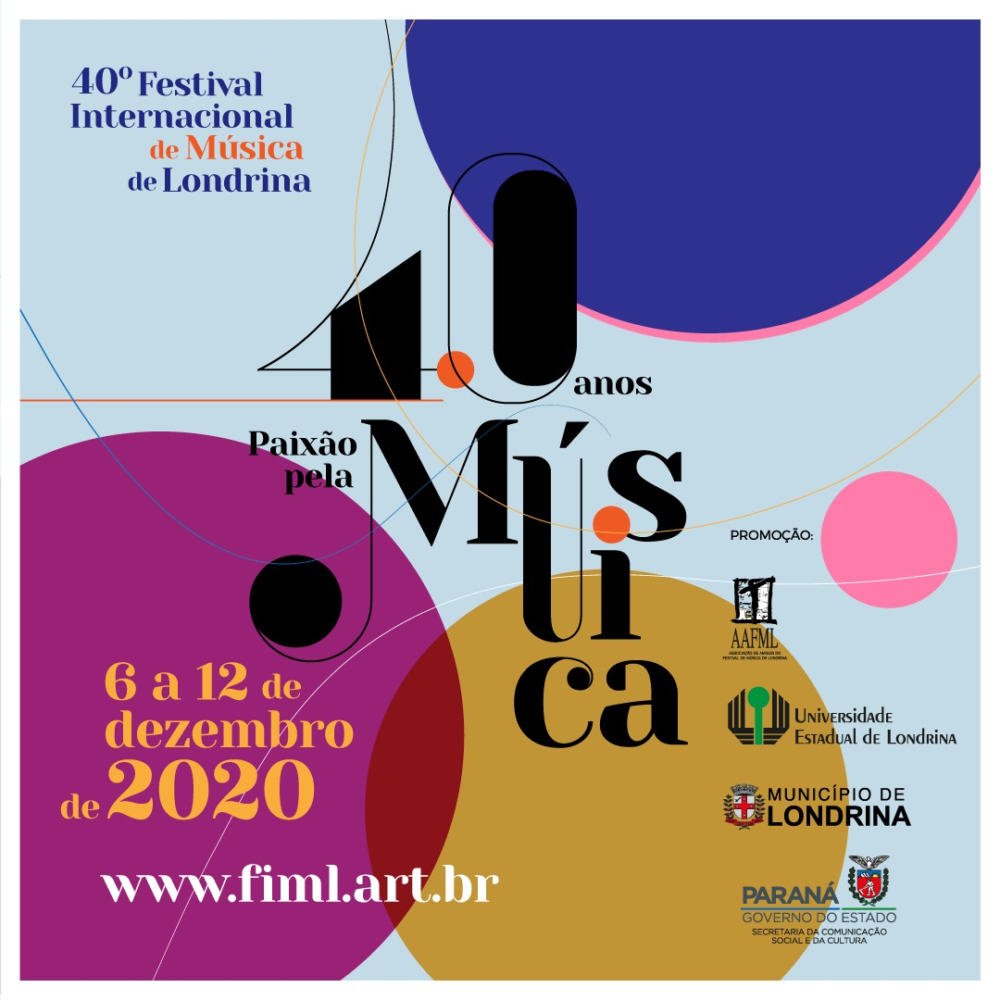 40º Festival
Internacional
de Música
de Londrina
40
anos
Paixão
pela
Música
6 a 12 de
dezembro
de 2020
www.fiml.art.br
PROMOÇÃO:
AAFML
ASSOCIAÇÃO DE AMIGOS DO
FESTIVAL DE MÚSICA DE LONDRINA
UNIVERSIDADE
ESTADUAL DE LONDRINA
MUNICÍPIO DE
LONDRINA
PARANÁ
GOVERNO DO ESTADO
SECRETARIA DA COMUNICAÇÃO
SOCIAL E DA CULTURA